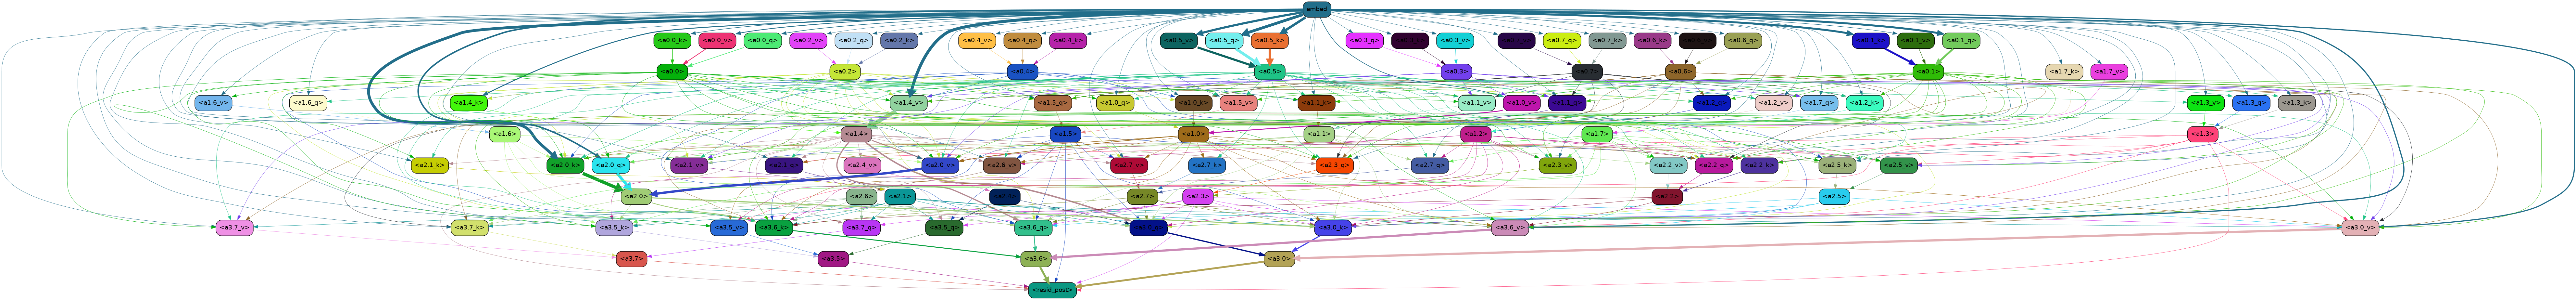 embed
<a0.0_k> <a0.0_v> <a0.0_q> <a0.2_v> <a0.2_q> <a0.2_k> <a0.4_v> <a0.4_q> <a0.4_k> <a0.5_v> <a0.5_q> <a0.5_k> <a0.3_q> <a0.3_v> <a0.7_q> <a0.7_k> <a0.6_k> <a0.6_q> <a0.1_k> <a0.1_v> <a0.1_q>
<a0.0> <a0.2> <a0.4> <a0.5> <a0.3> <a0.7> <a0.6> <a0.1> <a1.7_k> <a1.7_v>
<a1.6_v> <a1.6_q> <a1.4_k> <a1.4_v> <a1.5_q> <a1.0_q> <a1.0_k> <a1.5_v> <a1.1_k> <a1.1_v> <a1.0_v> <a1.1_q> <a1.2_q> <a1.2_v> <a1.7_q> <a1.2_k> <a1.3_v> <a1.3_q> <a1.3_k>
<a1.6> <a1.4> <a1.5> <a1.0> <a1.1> <a1.2> <a1.7> <a1.3>
<a2.1_k> <a2.0_k> <a2.0_q> <a2.1_v> <a2.1_q> <a2.4_v> <a2.0_v> <a2.6_v> <a2.7_v> <a2.7_k> <a2.3_q> <a2.7_q> <a2.3_v> <a2.2_v> <a2.2_q> <a2.2_k> <a2.5_k> <a2.5_v>
<a2.0> <a2.6> <a2.1> <a2.4> <a2.7> <a2.3> <a2.2> <a2.5>
<a3.7_v> <a3.7_k> <a3.5_k> <a3.5_v> <a3.6_k> <a3.7_q> <a3.5_q> <a3.6_q> <a3.0_q> <a3.0_k> <a3.6_v> <a3.0_v>
<a3.7> <a3.5> <a3.6> <a3.0>
<resid_post>